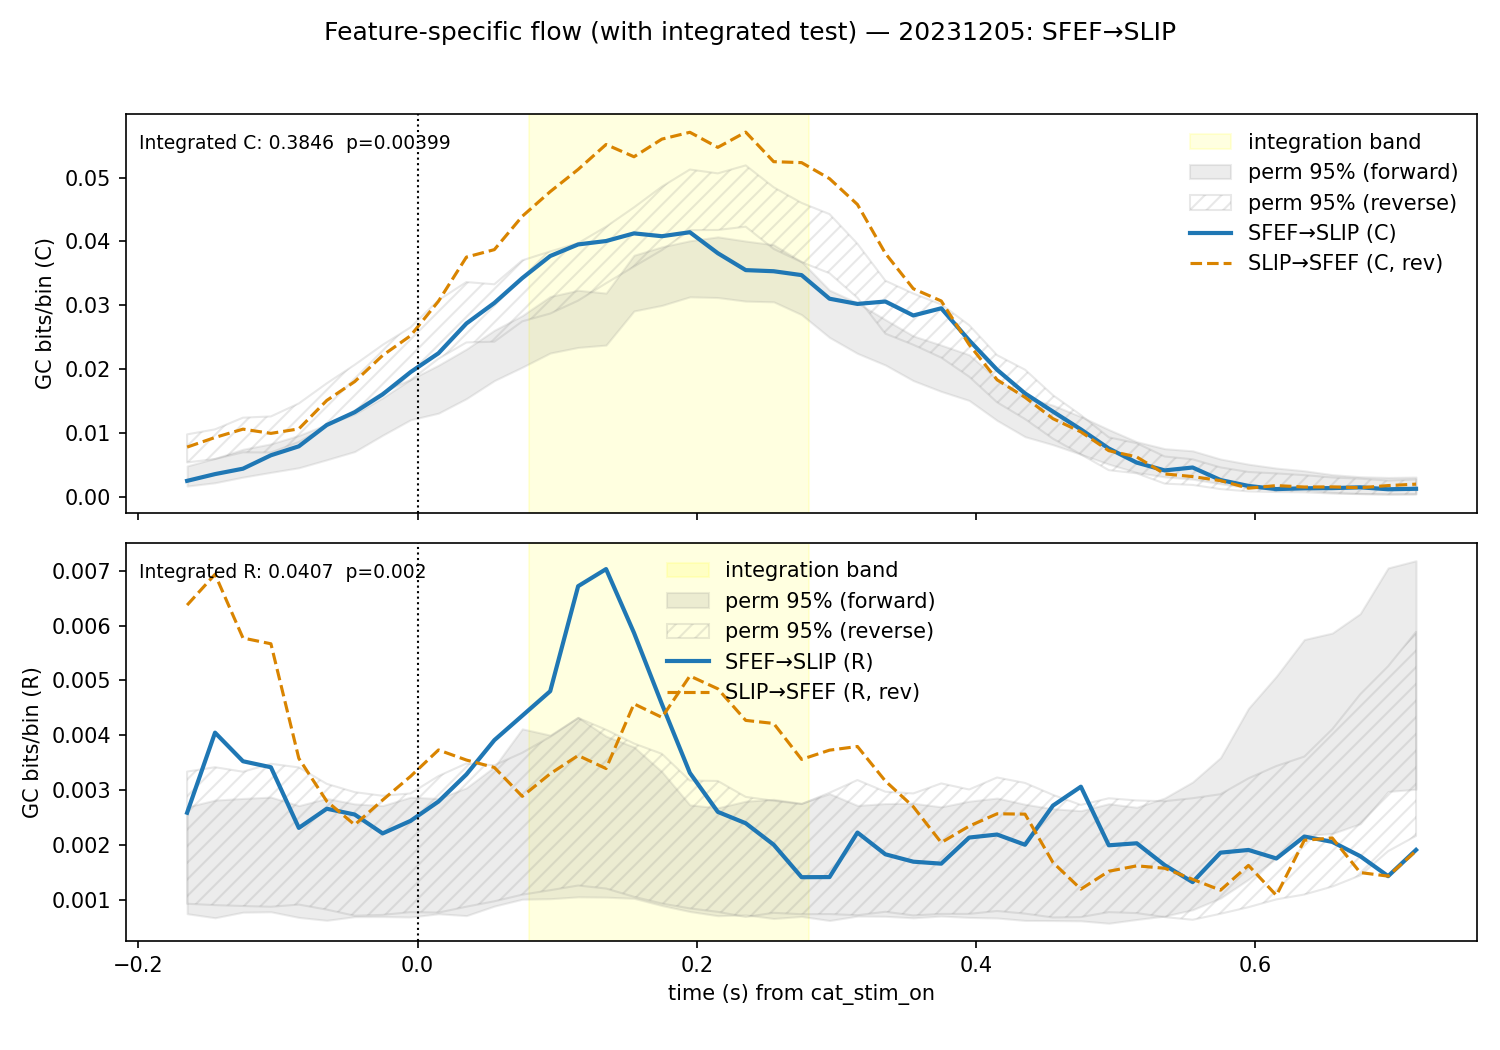 Feature-specific flow (with integrated test) — 20231205: SFEF→SLIP
Integrated C: 0.3846  p=0.00399
integration band
perm 95% (forward)
perm 95% (reverse)
SFEF→SLIP (C)
SLIP→SFEF (C, rev)
GC bits/bin (C)
0.05
0.04
0.03
0.02
0.01
0.00
Integrated R: 0.0407  p=0.002
integration band
perm 95% (forward)
perm 95% (reverse)
SFEF→SLIP (R)
SLIP→SFEF (R, rev)
GC bits/bin (R)
0.007
0.006
0.005
0.004
0.003
0.002
0.001
−0.2
0.0
0.2
0.4
0.6
time (s) from cat_stim_on